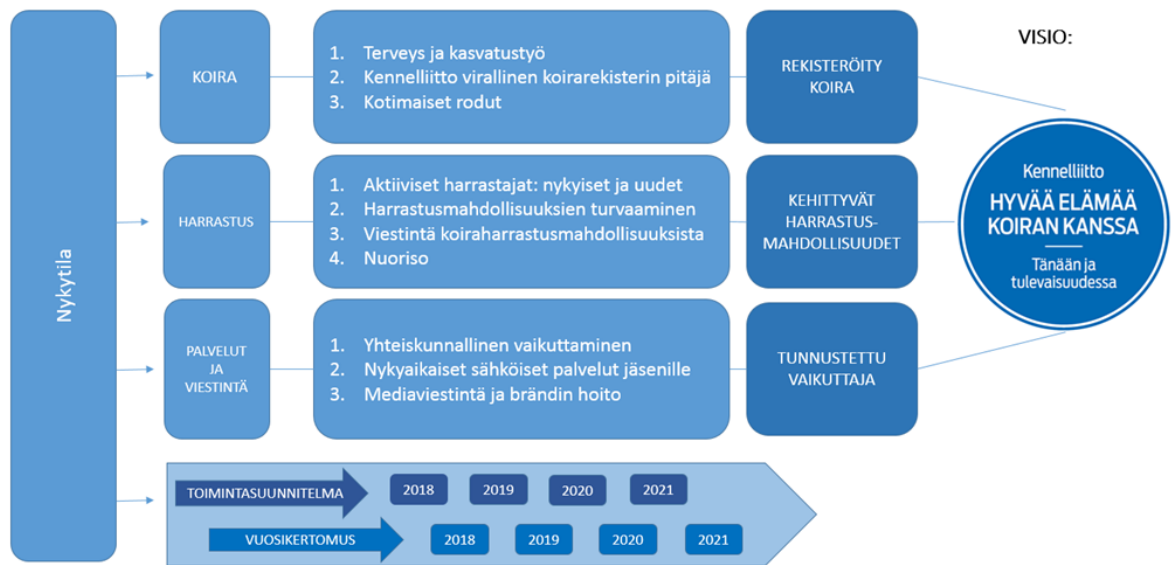 VISIO:
Nykytila
KOIRA
1. Terveys ja kasvatustyö
2. Kennelliitto virallinen koirarekisterin pitäjä
3. Kotimaiset rodut
REKISTERÖITY
KOIRA
HARRASTUS
1. Aktiiviset harrastajat: nykyiset ja uudet
2. Harrastusmahdollisuuksien turvaaminen
3. Viestintä koiraharrastusmahdollisuuksista
4. Nuoriso
KEHITTYVÄT
HARRASTUS-
MAHDOLLISUUDET
Kennelliitto
HYVÄÄ ELÄMÄÄ
KOIRAN KANSSA
Tänään ja
tulevaisuudessa
PALVELUT
JA
VIESTINTÄ
1. Yhteiskunnallinen vaikuttaminen
2. Nykyaikaiset sähköiset palvelut jäsenille
3. Mediaviestintä ja brändin hoito
TUNNUSTETTU
VAIKUTTAJA
TOIMINTASUUNNITELMA 2018 2019 2020 2021
VUOSIKERTOMUS 2018 2019 2020 2021